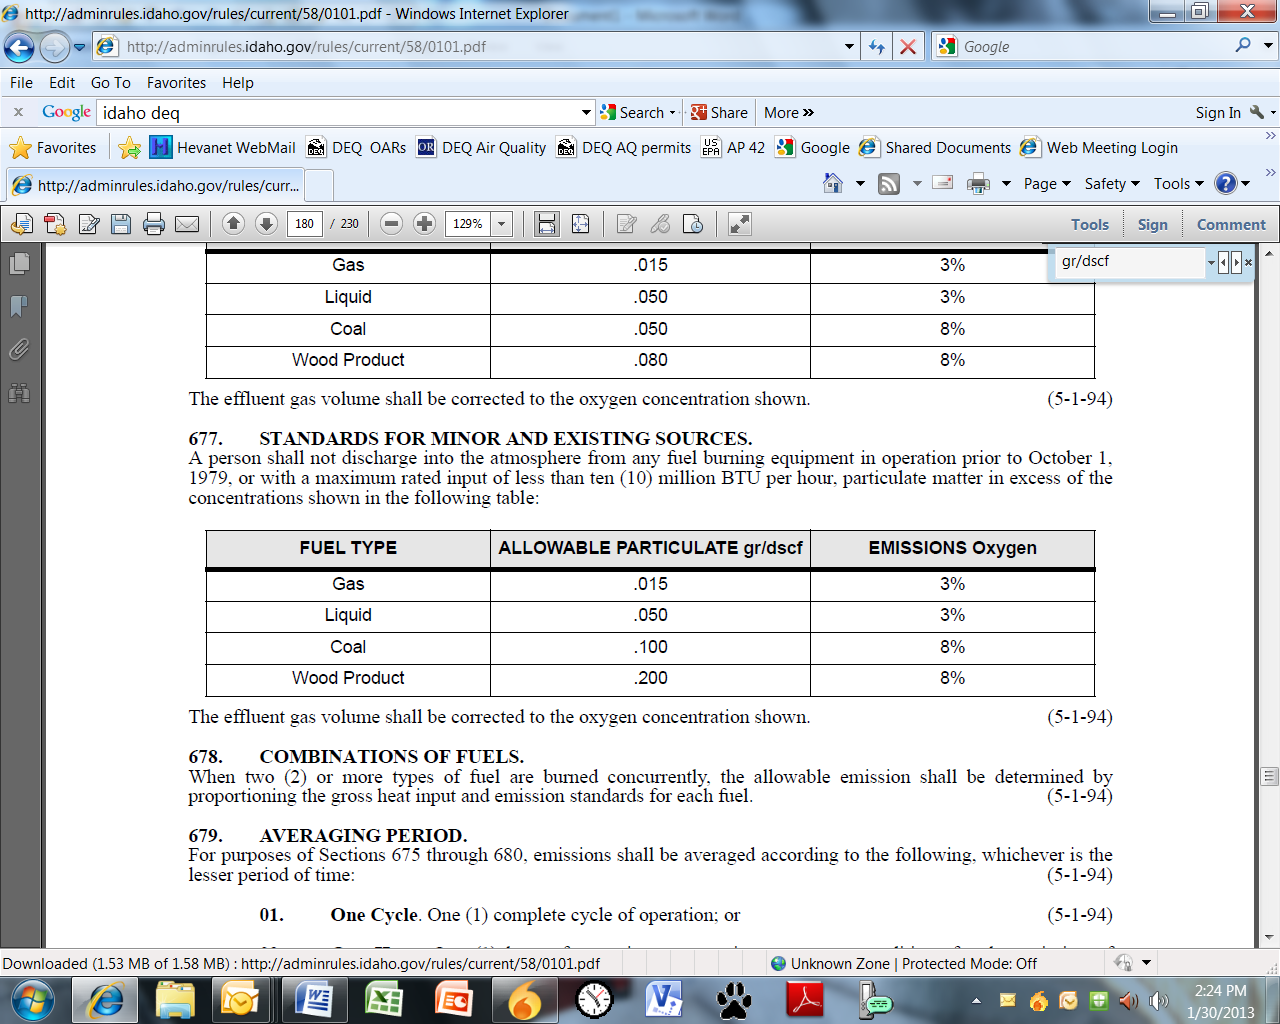 http://adminrules.idaho.gov/rules/current/58/0101.pdf - Windows Internet Explorer
http://adminrules.idaho.gov/rules/current/58/0101.pdf
Google
File Edit Go To Favorites Help
x Google idaho deq Search Share More » Sign In
Favorites Hevanet WebMail DEQ OARs OR DEQ Air Quality DEQ AQ permits US EPA AP 42 Google Shared Documents Web Meeting Login
http://adminrules.idaho.gov/rules/curr... Page Safety Tools
180 / 230 129% Tools Sign Comment
gr/dscf
Gas .015 3%
Liquid .050 3%
Coal .050 8%
Wood Product .080 8%
The effluent gas volume shall be corrected to the oxygen concentration shown. (5-1-94)
677. STANDARDS FOR MINOR AND EXISTING SOURCES.
A person shall not discharge into the atmosphere from any fuel burning equipment in operation prior to October 1,
1979, or with a maximum rated input of less than ten (10) million BTU per hour, particulate matter in excess of the
concentrations shown in the following table:
FUEL TYPE ALLOWABLE PARTICULATE gr/dscf EMISSIONS Oxygen
Gas .015 3%
Liquid .050 3%
Coal .100 8%
Wood Product .200 8%
The effluent gas volume shall be corrected to the oxygen concentration shown. (5-1-94)
678. COMBINATIONS OF FUELS.
When two (2) or more types of fuel are burned concurrently, the allowable emission shall be determined by
proportioning the gross heat input and emission standards for each fuel. (5-1-94)
679. AVERAGING PERIOD.
For purposes of Sections 675 through 680, emissions shall be averaged according to the following, whichever is the
lesser period of time: (5-1-94)
01. One Cycle. One (1) complete cycle of operation; or (5-1-94)
Downloaded (1.53 MB of 1.58 MB) : http://adminrules.idaho.gov/rules/current/58/0101.pdf Unknown Zone | Protected Mode: Off
2:24 PM
1/30/2013